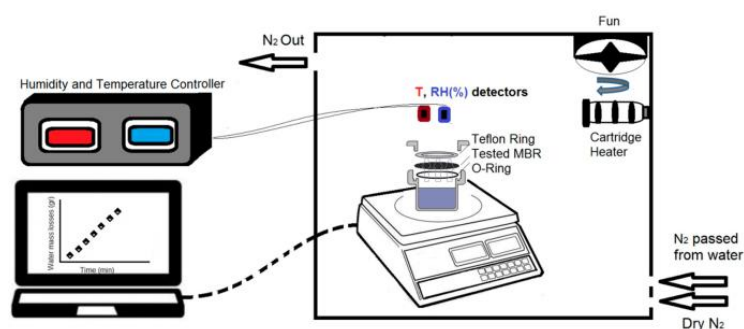 Fun
N₂ Out
Humidity and Temperature Controller
T, RH(%) detectors
Teflon Ring
Tested MBR
O-Ring
Cartridge
Heater
Water mass losses (gr)
Time (min)
N₂ passed
from water
Dry N₂